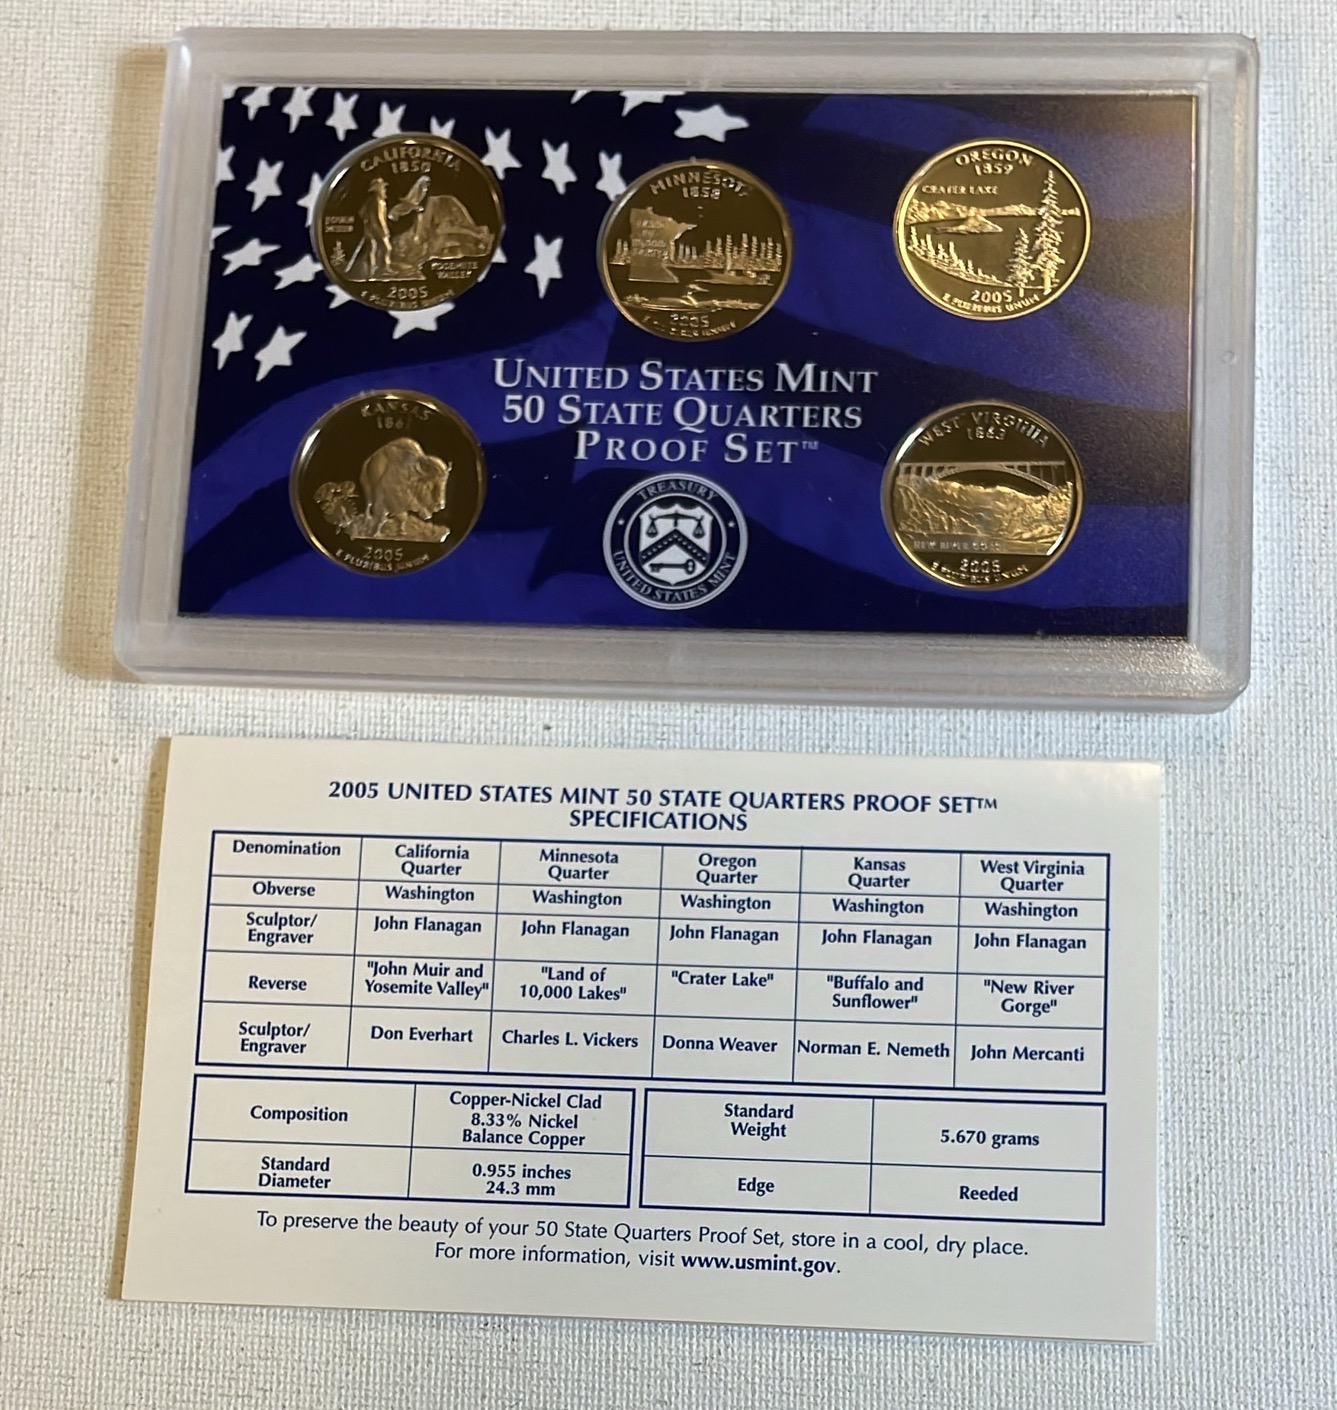 CALIFORNIA
1850
JOHN
MUIR
YOSEMITE
VALLEY
2005
E PLURIBUS UNUM
MINNESOTA
1858
2005
OREGON
1859
CRATER LAKE
2005
E PLURIBUS UNUM
UNITED STATES MINT
50 STATE QUARTERS
PROOF SET™
KANSAS
1861
2005
E PLURIBUS UNUM
TREASURY
UNITED STATES MINT
WEST VIRGINIA
1863
NEW RIVER GORGE
2005
E PLURIBUS UNUM
2005 UNITED STATES MINT 50 STATE QUARTERS PROOF SET™
SPECIFICATIONS
Denomination California Quarter Minnesota Quarter Oregon Quarter Kansas Quarter West Virginia Quarter
Obverse Washington Washington Washington Washington Washington
Sculptor/ Engraver John Flanagan John Flanagan John Flanagan John Flanagan John Flanagan
Reverse "John Muir and Yosemite Valley" "Land of 10,000 Lakes" "Crater Lake" "Buffalo and Sunflower" "New River Gorge"
Sculptor/ Engraver Don Everhart Charles L. Vickers Donna Weaver Norman E. Nemeth John Mercanti
Composition Copper-Nickel Clad 8.33% Nickel Balance Copper
Standard Weight 5.670 grams
Standard Diameter 0.955 inches 24.3 mm
Edge Reeded
To preserve the beauty of your 50 State Quarters Proof Set, store in a cool, dry place.
For more information, visit www.usmint.gov.